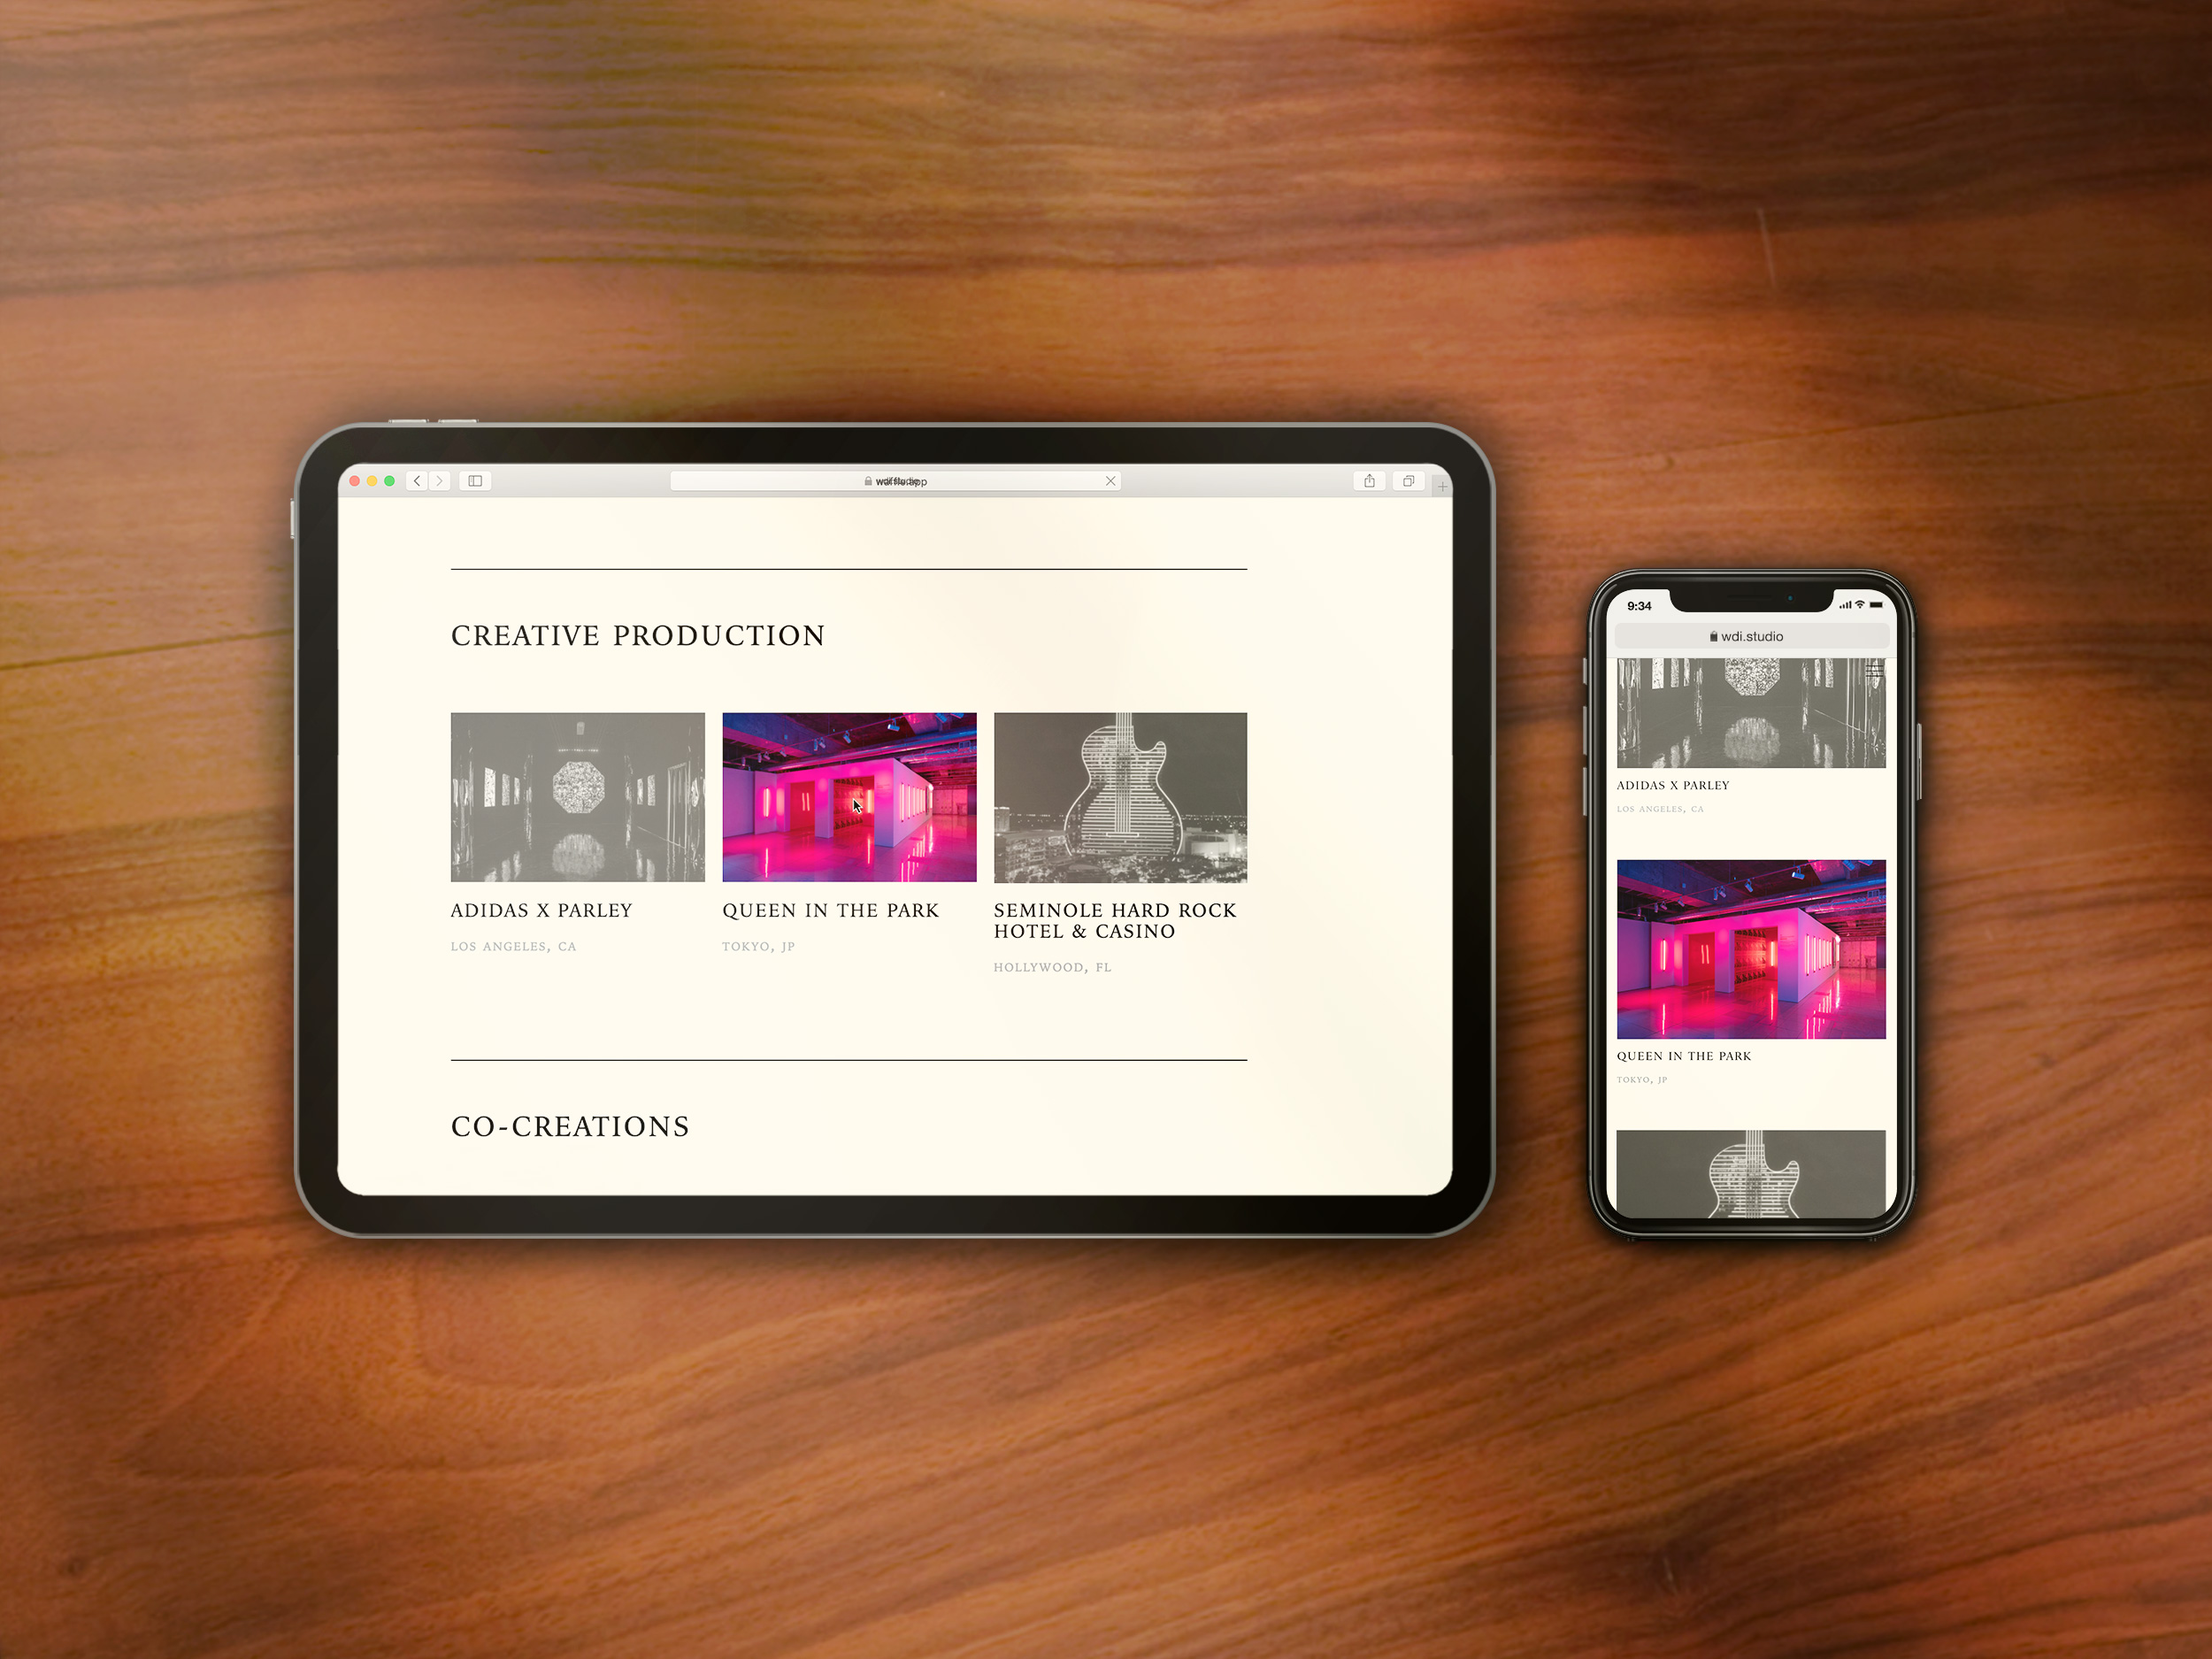 CREATIVE PRODUCTION
ADIDAS X PARLEY
LOS ANGELES, CA
QUEEN IN THE PARK
TOKYO, JP
SEMINOLE HARD ROCK
HOTEL & CASINO
HOLLYWOOD, FL
CO-CREATIONS
9:34
wdi.studio
ADIDAS X PARLEY
LOS ANGELES, CA
QUEEN IN THE PARK
TOKYO, JP